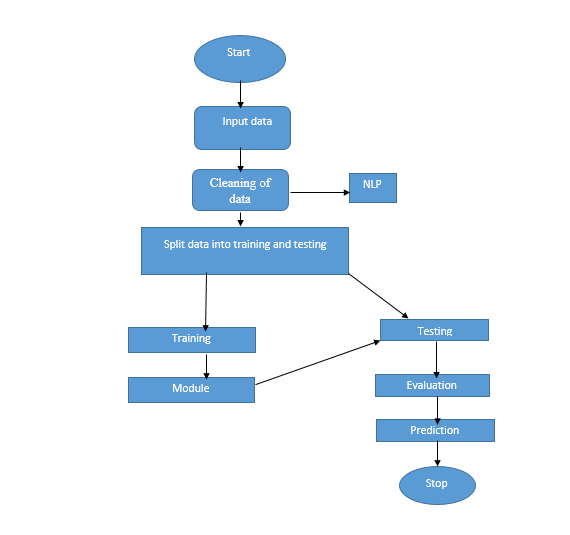 Start
Input data
Cleaning of
data
NLP
Split data into training and testing
Training
Testing
Module
Evaluation
Prediction
Stop